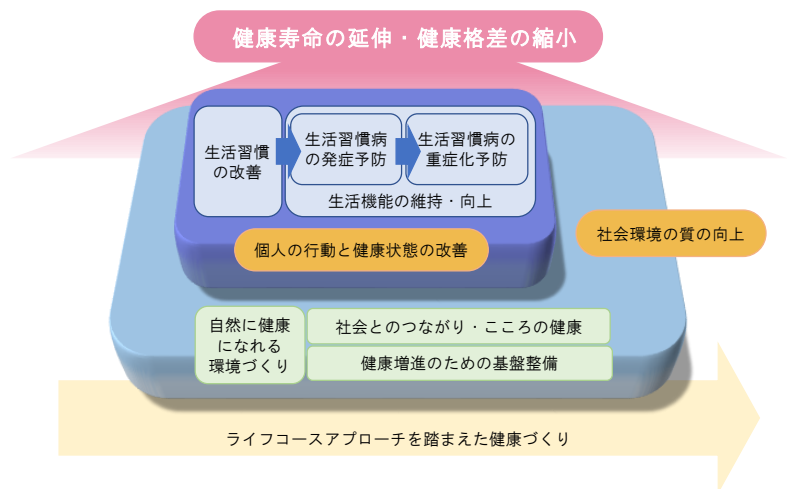 健康寿命の延伸・健康格差の縮小
生活習慣
の改善
生活習慣病
の発症予防
生活習慣病の
重症化予防
生活機能の維持・向上
個人の行動と健康状態の改善
社会環境の質の向上
自然に健康
になれる
環境づくり
社会とのつながり・こころの健康
健康増進のための基盤整備
ライフコースアプローチを踏まえた健康づくり